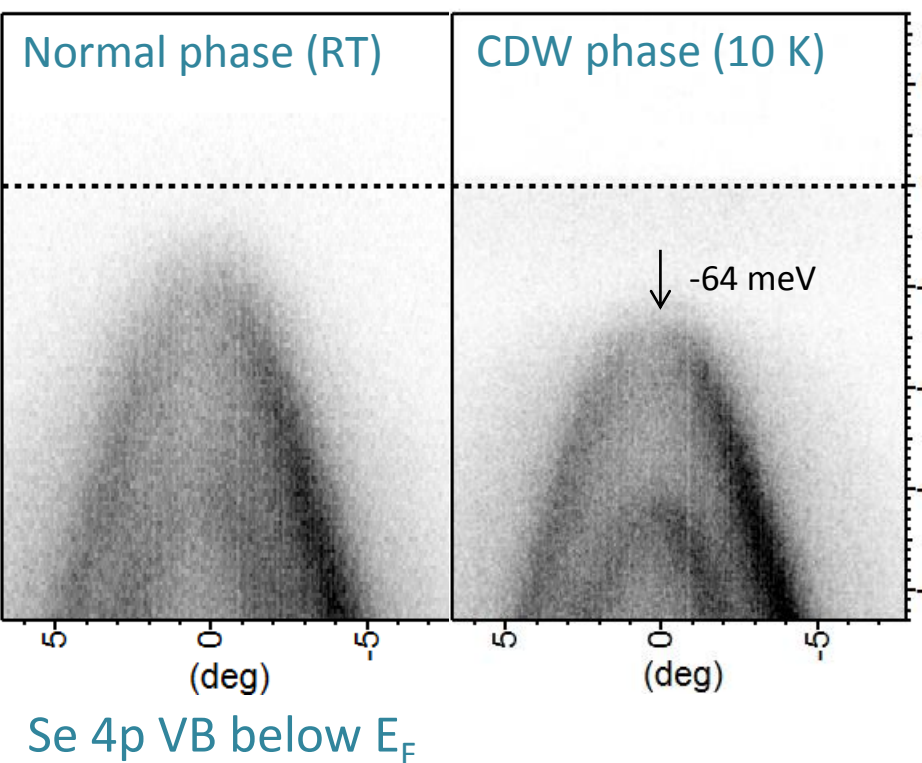 Normal phase (RT)
CDW phase (10 K)
-64 meV
5 0 -5
5 0 -5
(deg)
(deg)
Se 4p VB below E_F